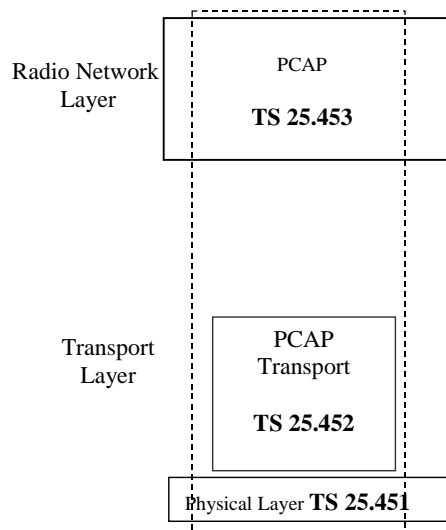 Radio Network
Layer
PCAP
TS 25.453
Transport
Layer
PCAP
Transport
TS 25.452
Physical Layer TS 25.451